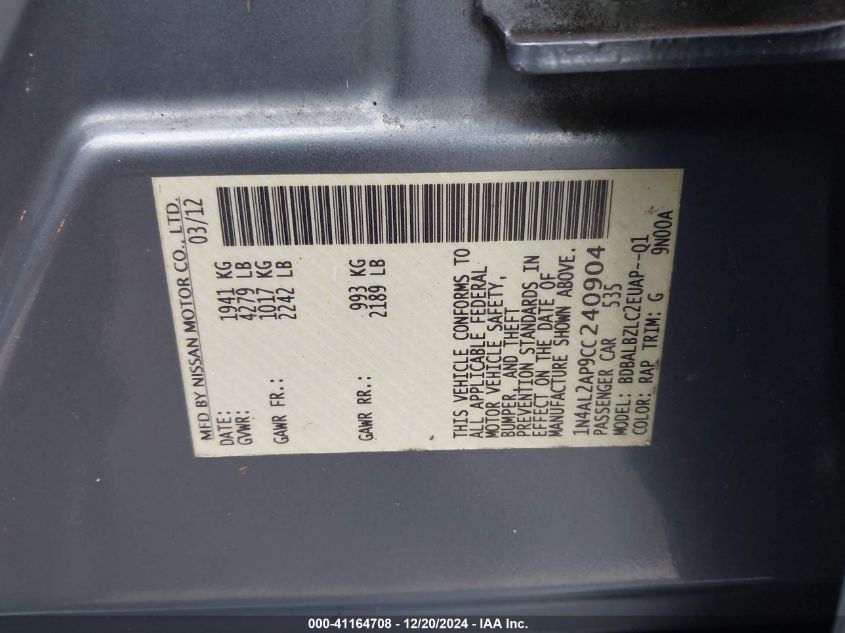 MFD BY NISSAN MOTOR CO., LTD.
DATE: 03/12
GVWR: 1941 KG
4279 LB
GAWR FR.: 1017 KG
2242 LB
GAWR RR.: 993 KG
2189 LB
THIS VEHICLE CONFORMS TO
ALL APPLICABLE FEDERAL
MOTOR VEHICLE SAFETY,
BUMPER, AND THEFT
PREVENTION STANDARDS IN
EFFECT ON THE DATE OF
MANUFACTURE SHOWN ABOVE.
1N4AL2AP9CC240904
PASSENGER CAR 535
MODEL: BDBALBZLC2EUAP--Q1
COLOR: RAP TRIM: G 9N00A
000-41164708 - 12/20/2024 - IAA Inc.